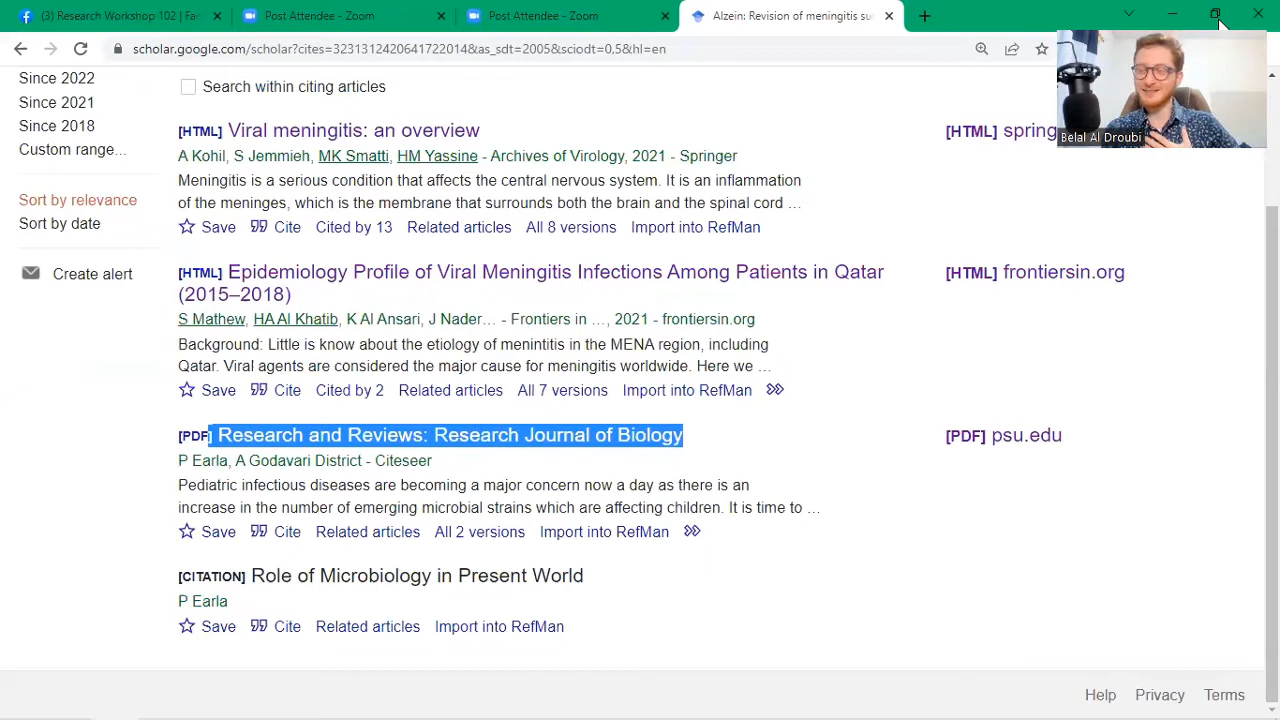 (3) Research Workshop 102 | Fa
Post Attendee - Zoom
Post Attendee - Zoom
Alzein: Revision of meningitis su
scholar.google.com/scholar?cites=3231312420641722014&as_sdt=2005&sciodt=0,5&hl=en
Belal Al Droubi
Since 2022
Since 2021
Since 2018
Custom range...
Sort by relevance
Sort by date
Create alert
Search within citing articles
[HTML] Viral meningitis: an overview
[HTML] spring
A Kohil, S Jemmieh, MK Smatti, HM Yassine - Archives of Virology, 2021 - Springer
Meningitis is a serious condition that affects the central nervous system. It is an inflammation
of the meninges, which is the membrane that surrounds both the brain and the spinal cord …
Save Cite Cited by 13 Related articles All 8 versions Import into RefMan
[HTML] Epidemiology Profile of Viral Meningitis Infections Among Patients in Qatar
(2015–2018)
[HTML] frontiersin.org
S Mathew, HA Al Khatib, K Al Ansari, J Nader… - Frontiers in …, 2021 - frontiersin.org
Background: Little is know about the etiology of menintitis in the MENA region, including
Qatar. Viral agents are considered the major cause for meningitis worldwide. Here we …
Save Cite Cited by 2 Related articles All 7 versions Import into RefMan
[PDF] Research and Reviews: Research Journal of Biology
[PDF] psu.edu
P Earla, A Godavari District - Citeseer
Pediatric infectious diseases are becoming a major concern now a day as there is an
increase in the number of emerging microbial strains which are affecting children. It is time to …
Save Cite Related articles All 2 versions Import into RefMan
[CITATION] Role of Microbiology in Present World
P Earla
Save Cite Related articles Import into RefMan
Help Privacy Terms